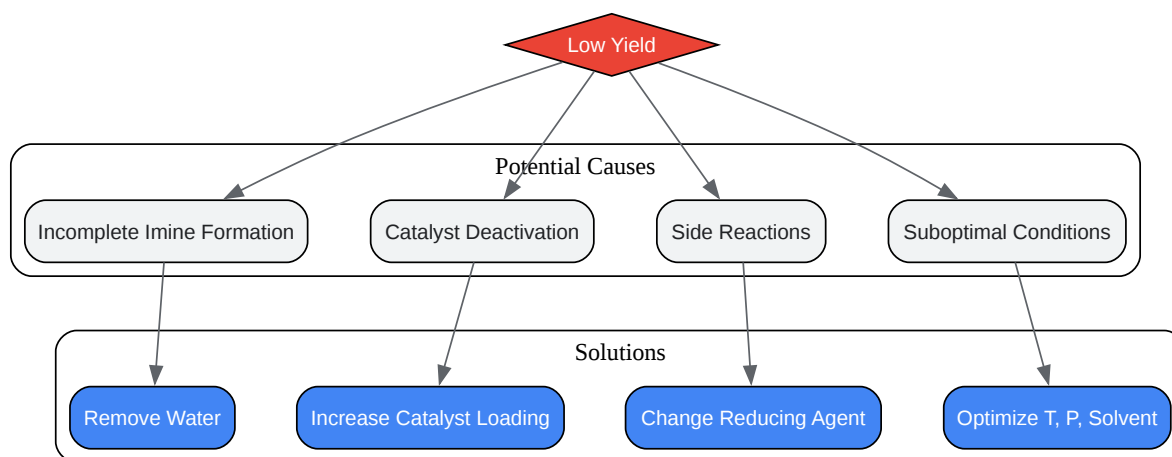 Low Yield
Potential Causes
Incomplete Imine Formation
Catalyst Deactivation
Side Reactions
Suboptimal Conditions
Solutions
Remove Water
Increase Catalyst Loading
Change Reducing Agent
Optimize T, P, Solvent